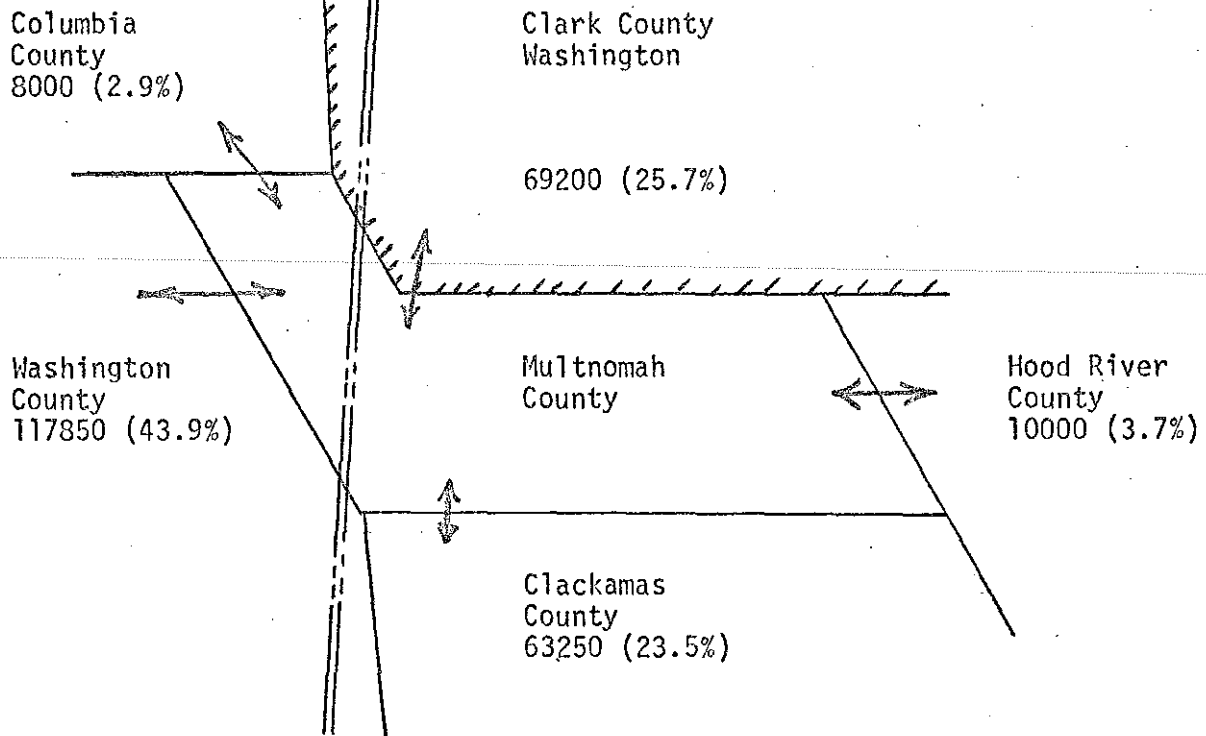 Columbia
County
8000 (2.9%)
Clark County
Washington
69200 (25.7%)
Washington
County
117850 (43.9%)
Multnomah
County
Hood River
County
10000 (3.7%)
Clackamas
County
63250 (23.5%)